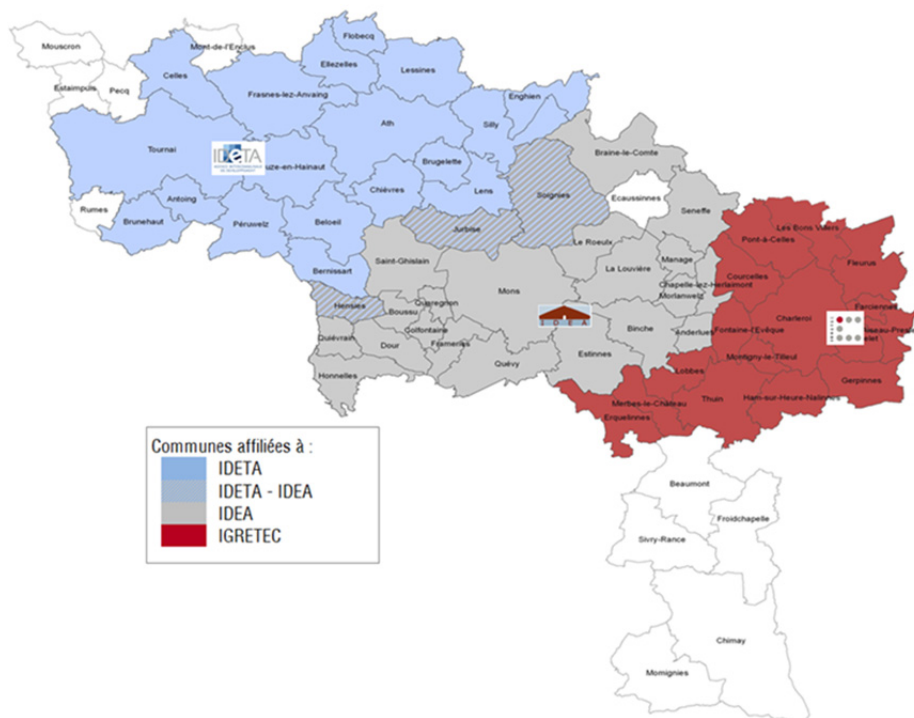 Mouscron
Mont-de-l'Enclus
Flobecq
Estaimpuis
Pecq
Celles
Ellezelles
Lessines
Frasnes-lez-Anvaing
Enghien
Ath
Silly
Tournai
IDETA
uze-en-Hainaut
Brugelette
Braine-le-Comte
Chièvres
Lens
Soignies
Ecaussinnes
Rumes
Antoing
Brunehaut
Péruwelz
Beloeil
Jurbise
Seneffe
Les Bons Villers
Pont-à-Celles
Le Roeulx
Saint-Ghislain
Manage
Fleurus
Bernissart
La Louvière
Courcelles
Chapelle-lez-Herlaimont
Mons
Morlanwelz
Hensies
Quaregnon
Boussu
Farciennes
Charleroi
IDEA
Colfontaine
Binche
Anderlues
Fontaine-l'Evêque
Quiévrain
Dour
Frameries
Estinnes
Montigny-le-Tilleul
Quévy
Lobbes
Gerpinnes
Honnelles
Merbes-le-Château
Thuin
Ham-sur-Heure-Nalinnes
Erquelinnes
Communes affiliées à :
IDETA
IDETA - IDEA
IDEA
IGRETEC
Beaumont
Froidchapelle
Sivry-Rance
Chimay
Momignies